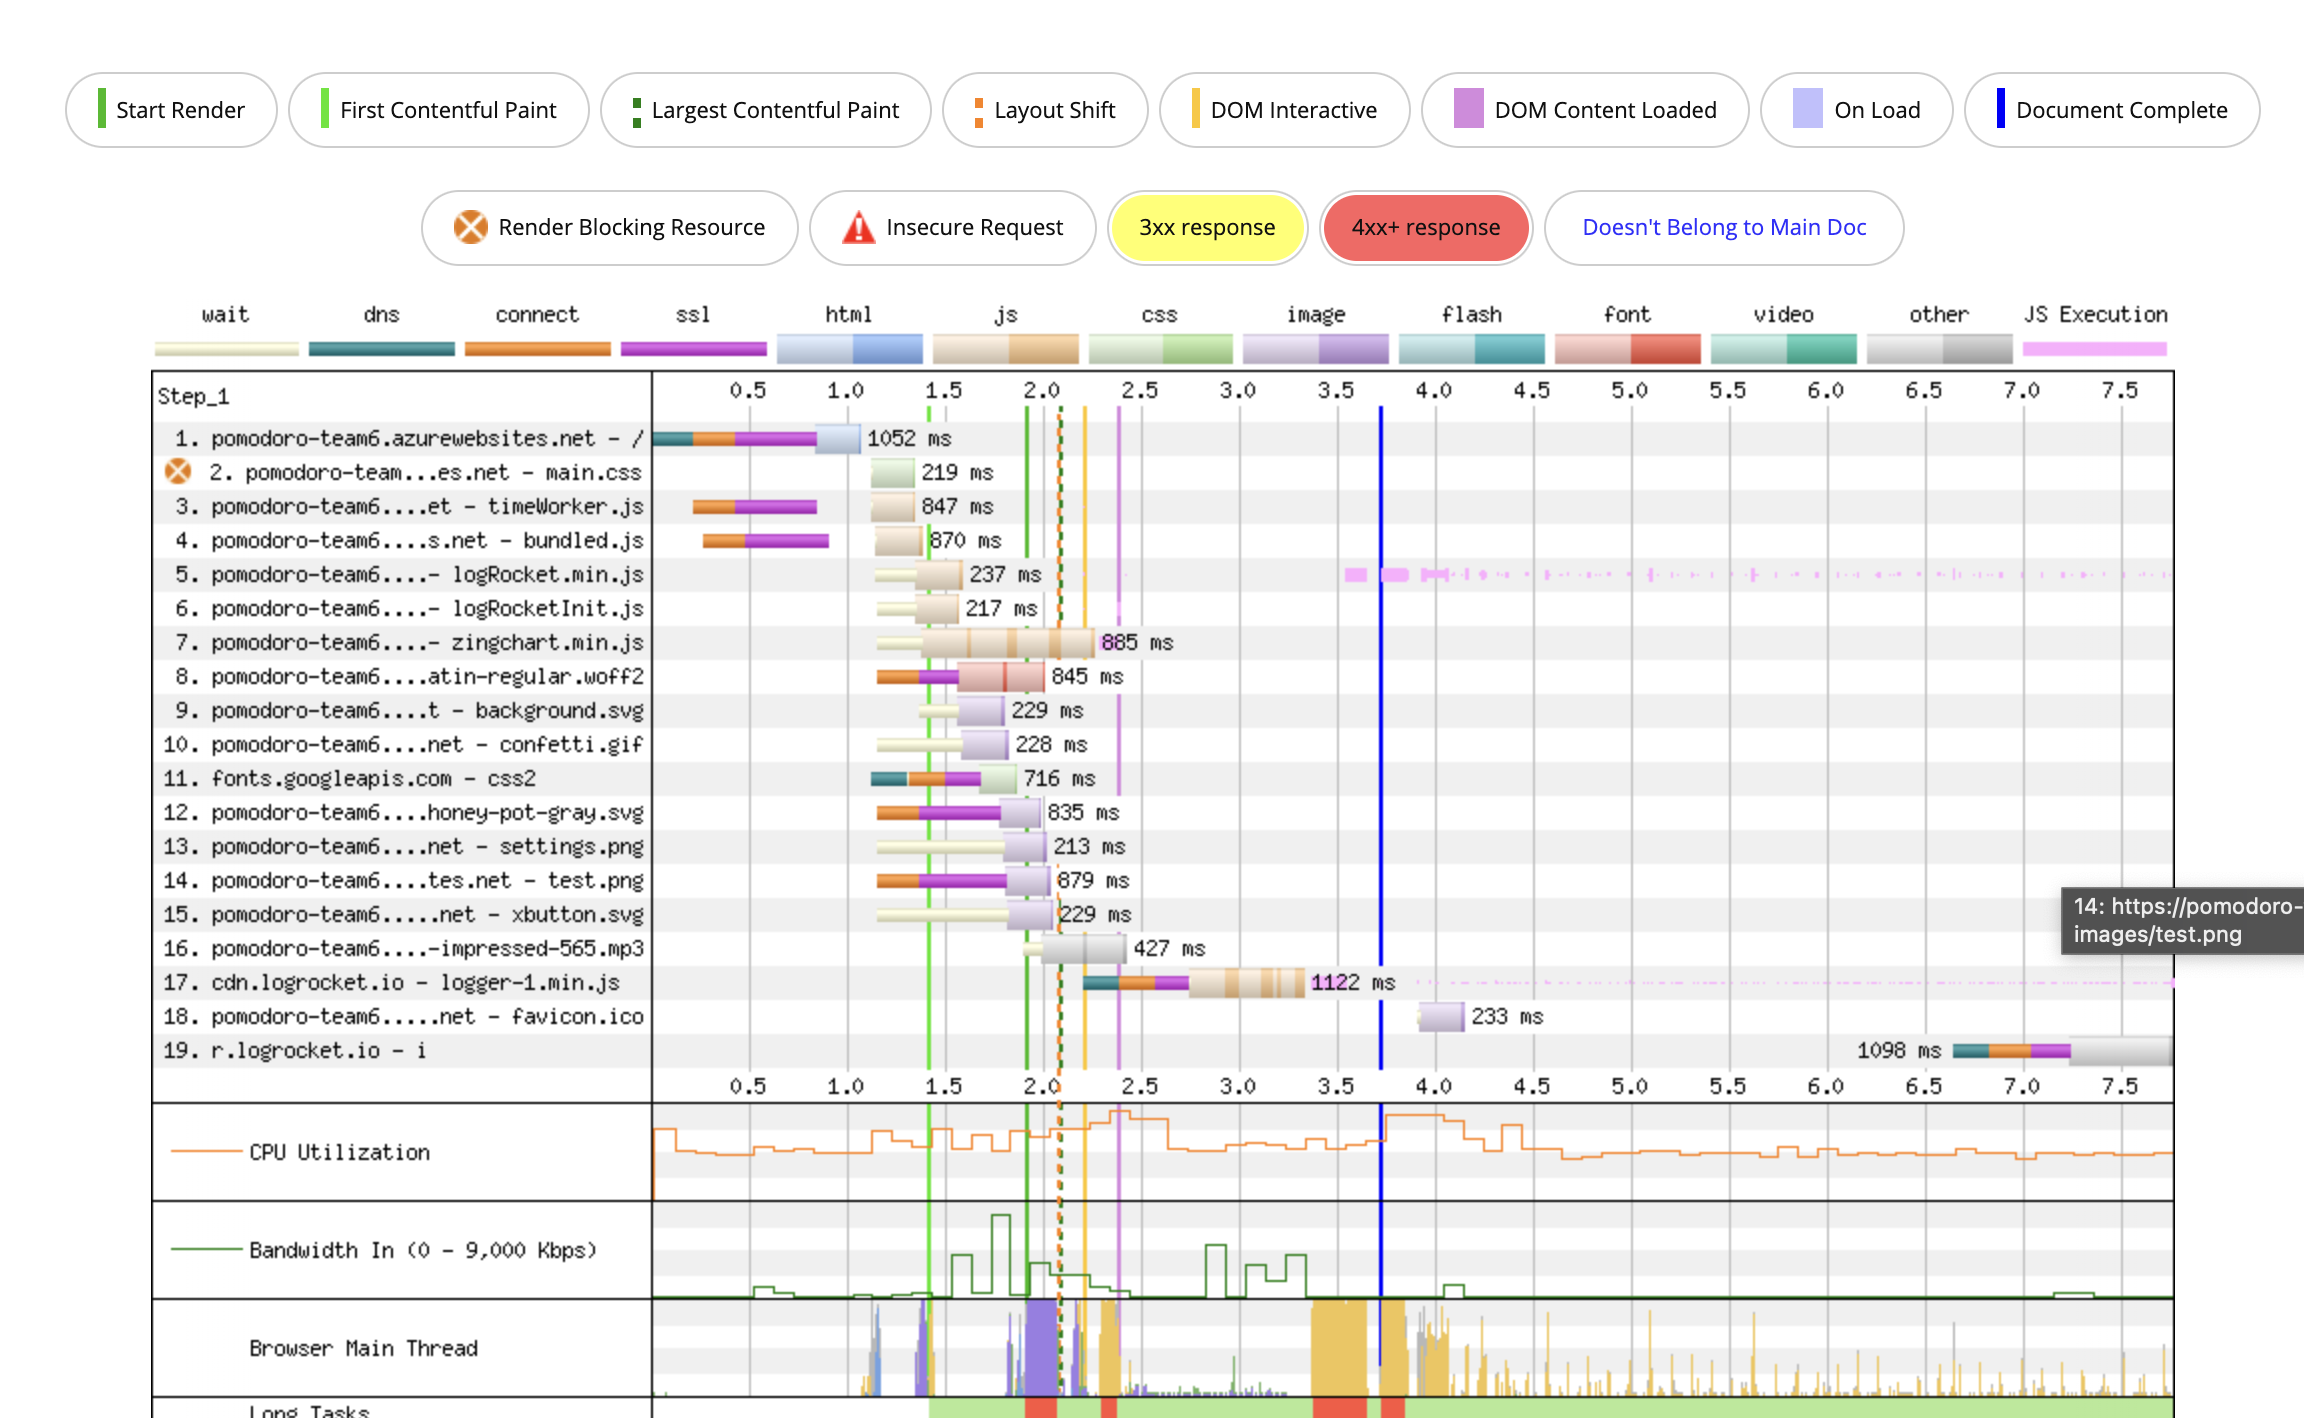 Start Render First Contentful Paint Largest Contentful Paint Layout Shift DOM Interactive DOM Content Loaded On Load Document Complete
Render Blocking Resource Insecure Request 3xx response 4xx+ response Doesn't Belong to Main Doc
wait dns connect ssl html js css image flash font video other JS Execution
Step_1 0.5 1.0 1.5 2.0 2.5 3.0 3.5 4.0 4.5 5.0 5.5 6.0 6.5 7.0 7.5
1. pomodoro-team6.azurewebsites.net - / 1052 ms
2. pomodoro-team...es.net - main.css 219 ms
3. pomodoro-team6....et - timeWorker.js 847 ms
4. pomodoro-team6....s.net - bundled.js 870 ms
5. pomodoro-team6....- logRocket.min.js 237 ms
6. pomodoro-team6....- logRocketInit.js 217 ms
7. pomodoro-team6....- zingchart.min.js 885 ms
8. pomodoro-team6....atin-regular.woff2 845 ms
9. pomodoro-team6....t - background.svg 229 ms
10. pomodoro-team6....net - confetti.gif 228 ms
11. fonts.googleapis.com - css2 716 ms
12. pomodoro-team6....honey-pot-gray.svg 835 ms
13. pomodoro-team6....net - settings.png 213 ms
14. pomodoro-team6....tes.net - test.png 879 ms
15. pomodoro-team6.....net - xbutton.svg 229 ms
14: https://pomodoro-
images/test.png
16. pomodoro-team6....-impressed-565.mp3 427 ms
17. cdn.logrocket.io - logger-1.min.js 1122 ms
18. pomodoro-team6.....net - favicon.ico 233 ms
19. r.logrocket.io - i 1098 ms
0.5 1.0 1.5 2.0 2.5 3.0 3.5 4.0 4.5 5.0 5.5 6.0 6.5 7.0 7.5
CPU Utilization
Bandwidth In (0 - 9,000 Kbps)
Browser Main Thread
Long Tasks